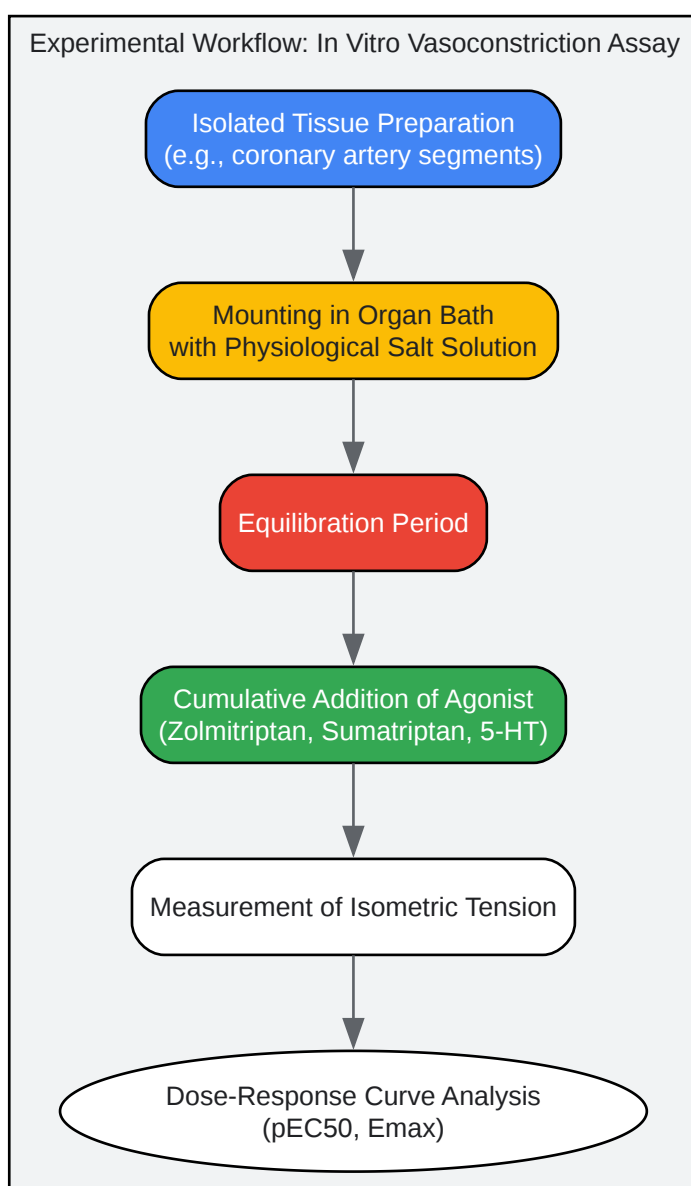 Experimental Workflow: In Vitro Vasoconstriction Assay
Isolated Tissue Preparation
(e.g., coronary artery segments)
Mounting in Organ Bath
with Physiological Salt Solution
Equilibration Period
Cumulative Addition of Agonist
(Zolmitriptan, Sumatriptan, 5-HT)
Measurement of Isometric Tension
Dose-Response Curve Analysis
(pEC50, Emax)